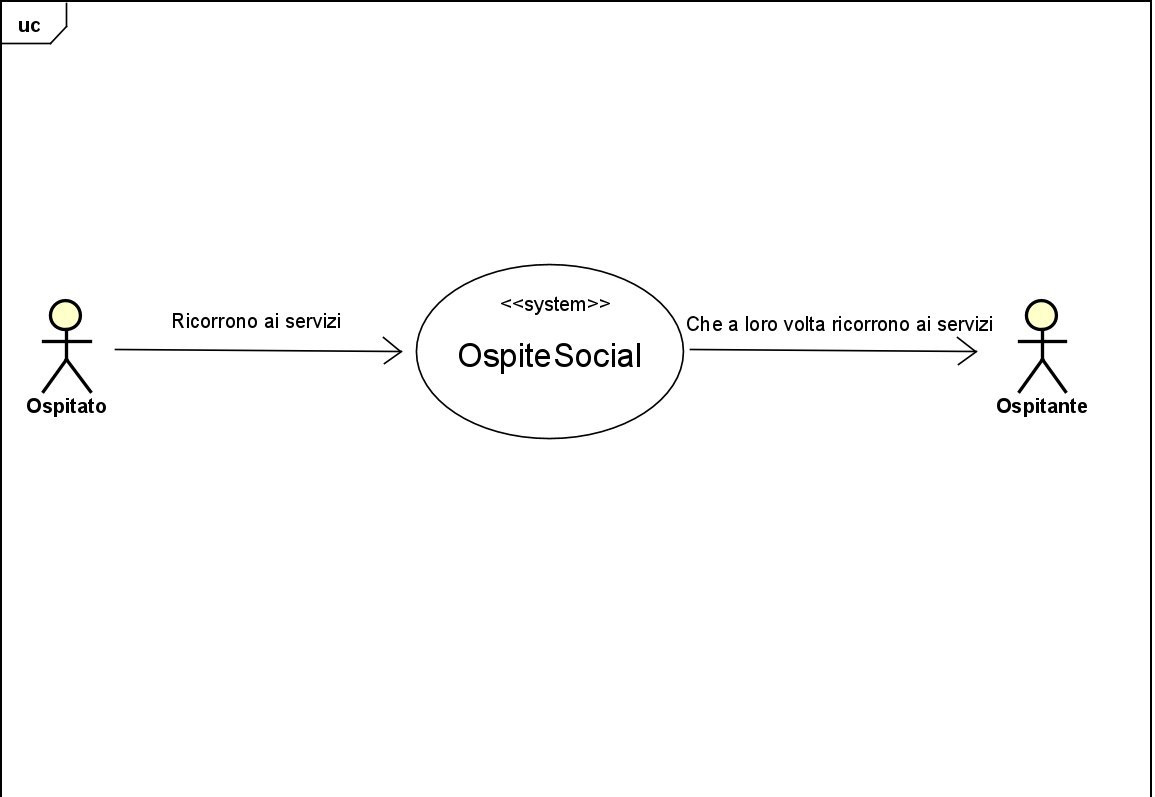 uc
<<system>>
Ricorrono ai servizi
Che a loro volta ricorrono ai servizi
OspiteSocial
Ospitato
Ospitante